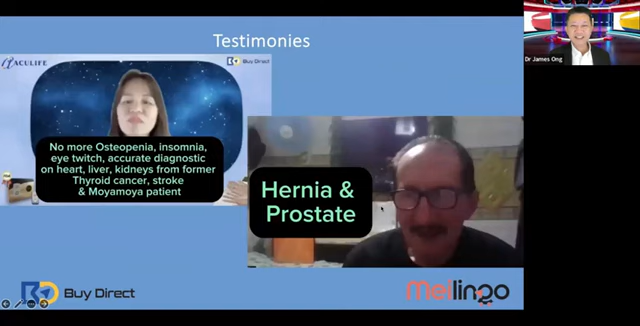 Testimonies
ACULIFE
Buy Direct
No more Osteopenia, insomnia,
eye twitch, accurate diagnostic
on heart, liver, kidneys from former
Thyroid cancer, stroke
& Moyamoya patient
Hernia &
Prostate
Dr James Ong
Buy Direct
Mellingo